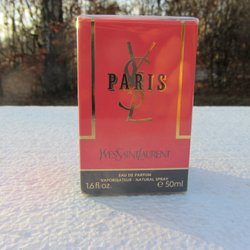 YSL
PARIS
YVES SAINT LAURENT
EAU DE PARFUM
VAPORISATEUR - NATURAL SPRAY
1.6 fl.oz. ℮ 50ml